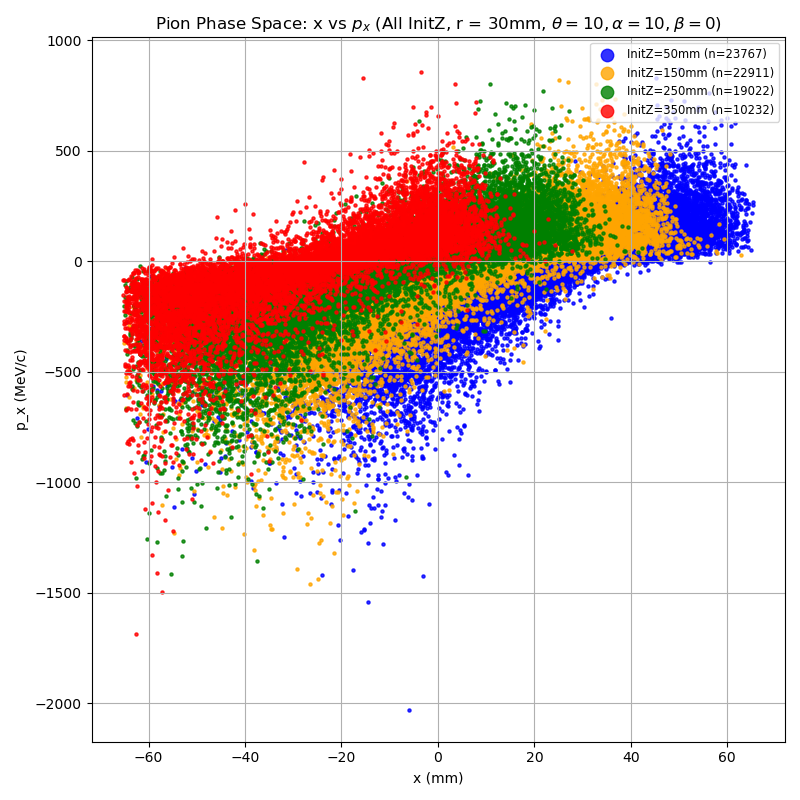 Pion Phase Space: x vs p_x (All InitZ, r = 30mm, θ = 10, α = 10, β = 0)
InitZ=50mm (n=23767)
InitZ=150mm (n=22911)
InitZ=250mm (n=19022)
InitZ=350mm (n=10232)
1000
500
0
−500
−1000
−1500
−2000
p_x (MeV/c)
−60 −40 −20 0 20 40 60
x (mm)